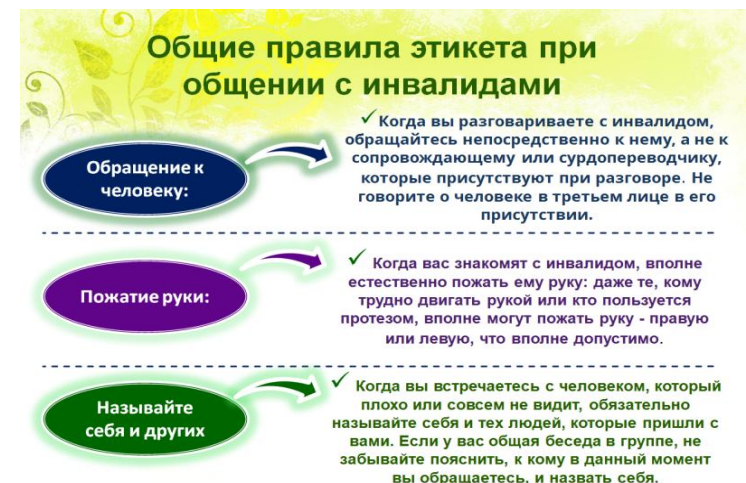 Общие правила этикета при
общении с инвалидами
Обращение к
человеку:
✓Когда вы разговариваете с инвалидом,
обращайтесь непосредственно к нему, а не к
сопровождающему или сурдопереводчику,
которые присутствуют при разговоре. Не
говорите о человеке в третьем лице в его
присутствии.
Пожатие руки:
✓ Когда вас знакомят с инвалидом, вполне
естественно пожать ему руку: даже те, кому
трудно двигать рукой или кто пользуется
протезом, вполне могут пожать руку - правую
или левую, что вполне допустимо.
Называйте
себя и других
✓ Когда вы встречаетесь с человеком, который
плохо или совсем не видит, обязательно
называйте себя и тех людей, которые пришли с
вами. Если у вас общая беседа в группе, не
забывайте пояснить, к кому в данный момент
вы обращаетесь, и назвать себя.